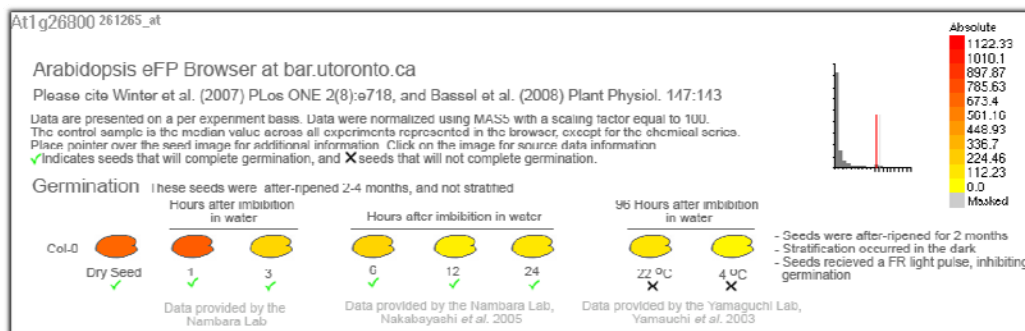 At1g26800 261265_at
Arabidopsis eFP Browser at bar.utoronto.ca
Please cite Winter et al. (2007) PLos ONE 2(8):e718, and Bassel et al. (2008) Plant Physiol. 147:143
Data are presented on a per experiment basis. Data were normalized using MAS5 with a scaling factor equal to 100.
The control sample is the median value across all experiments represented in the browser, except for the chemical series.
Place pointer over the seed image for additional information. Click on the image for source data information
✓Indicates seeds that will complete germination, and ✕ seeds that will not complete germination.
Absolute
1122.33
1010.1
897.87
785.63
673.4
561.16
448.93
336.7
224.46
112.23
0.0
Masked
Germination These seeds were after-ripened 2-4 months, and not stratified
Hours after imbibition in water
Hours after imbibition in water
96 Hours after imbibition in water
Col-0
Dry Seed 1 3 6 12 24 22 ºC 4 ºC
✓ ✓ ✓ ✓ ✓ ✓ ✕ ✕
- Seeds were after-ripened for 2 months
- Stratification occurred in the dark
- Seeds recieved a FR light pulse, inhibiting
germination
Data provided by the
Nambara Lab
Data provided by the Nambara Lab,
Nakabayashi et al. 2005
Data provided by the Yamaguchi Lab,
Yamauchi et al. 2003